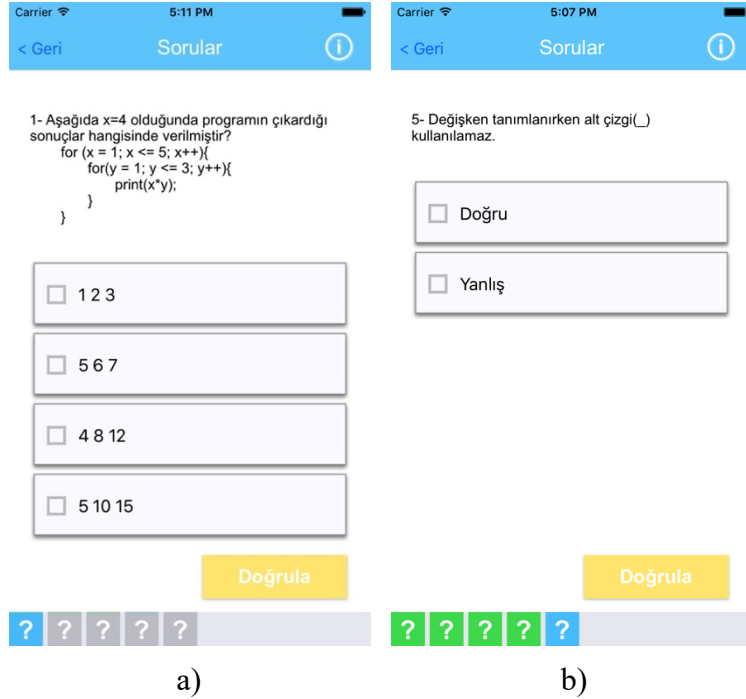 Carrier 5:11 PM
< Geri Sorular i
1- Aşağıda x=4 olduğunda programın çıkardığı
sonuçlar hangisinde verilmiştir?
for (x = 1; x <= 5; x++){
for(y = 1; y <= 3; y++){
print(x*y);
}
}
1 2 3
5 6 7
4 8 12
5 10 15
Doğrula
? ? ? ? ?
a)
Carrier 5:07 PM
< Geri Sorular i
5- Değişken tanımlanırken alt çizgi(_)
kullanılamaz.
Doğru
Yanlış
Doğrula
? ? ? ? ?
b)